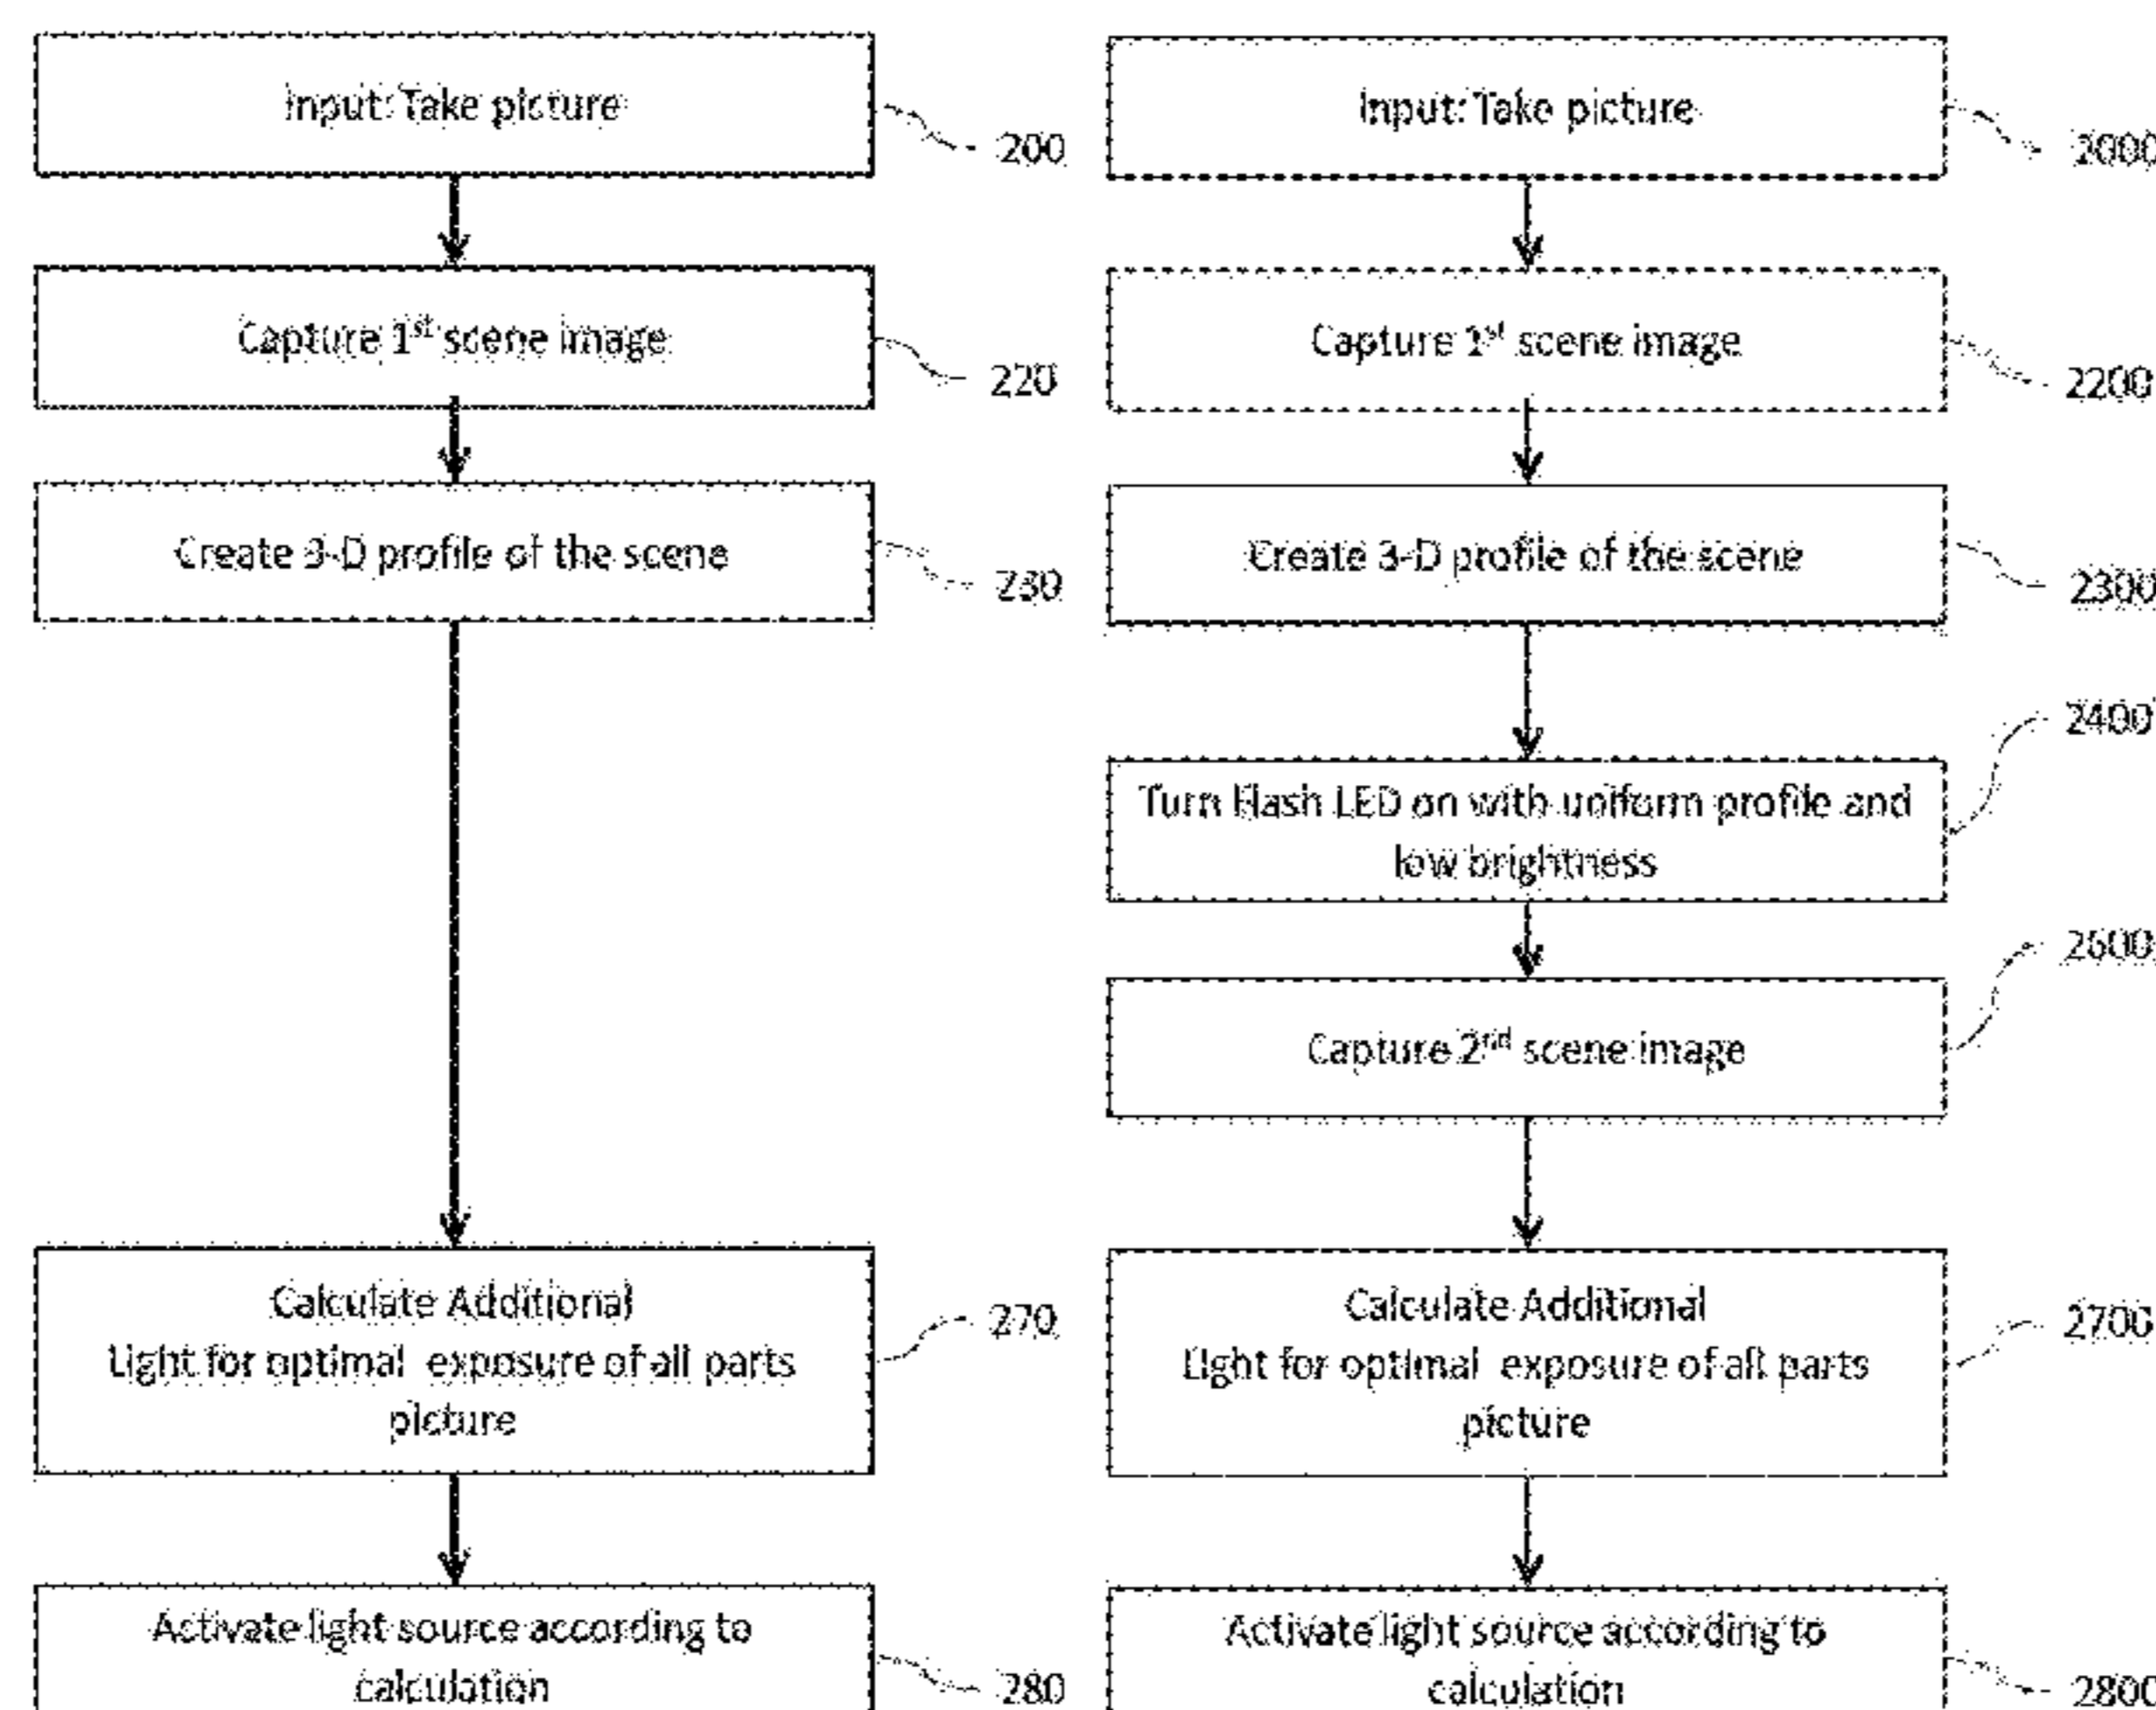 Input: Take picture
200
Capture 1st scene image
220
Create 3-D profile of the scene
230
Calculate Additional
Light for optimal exposure of all parts
picture
270
Activate light source according to
calculation
280
Input: Take picture
2000
Capture 1st scene image
2200
Create 3-D profile of the scene
2300
Turn Flash LED on with uniform profile and
low brightness
2400
Capture 2nd scene image
2600
Calculate Additional
Light for optimal exposure of all parts
picture
2700
Activate light source according to
calculation
2800